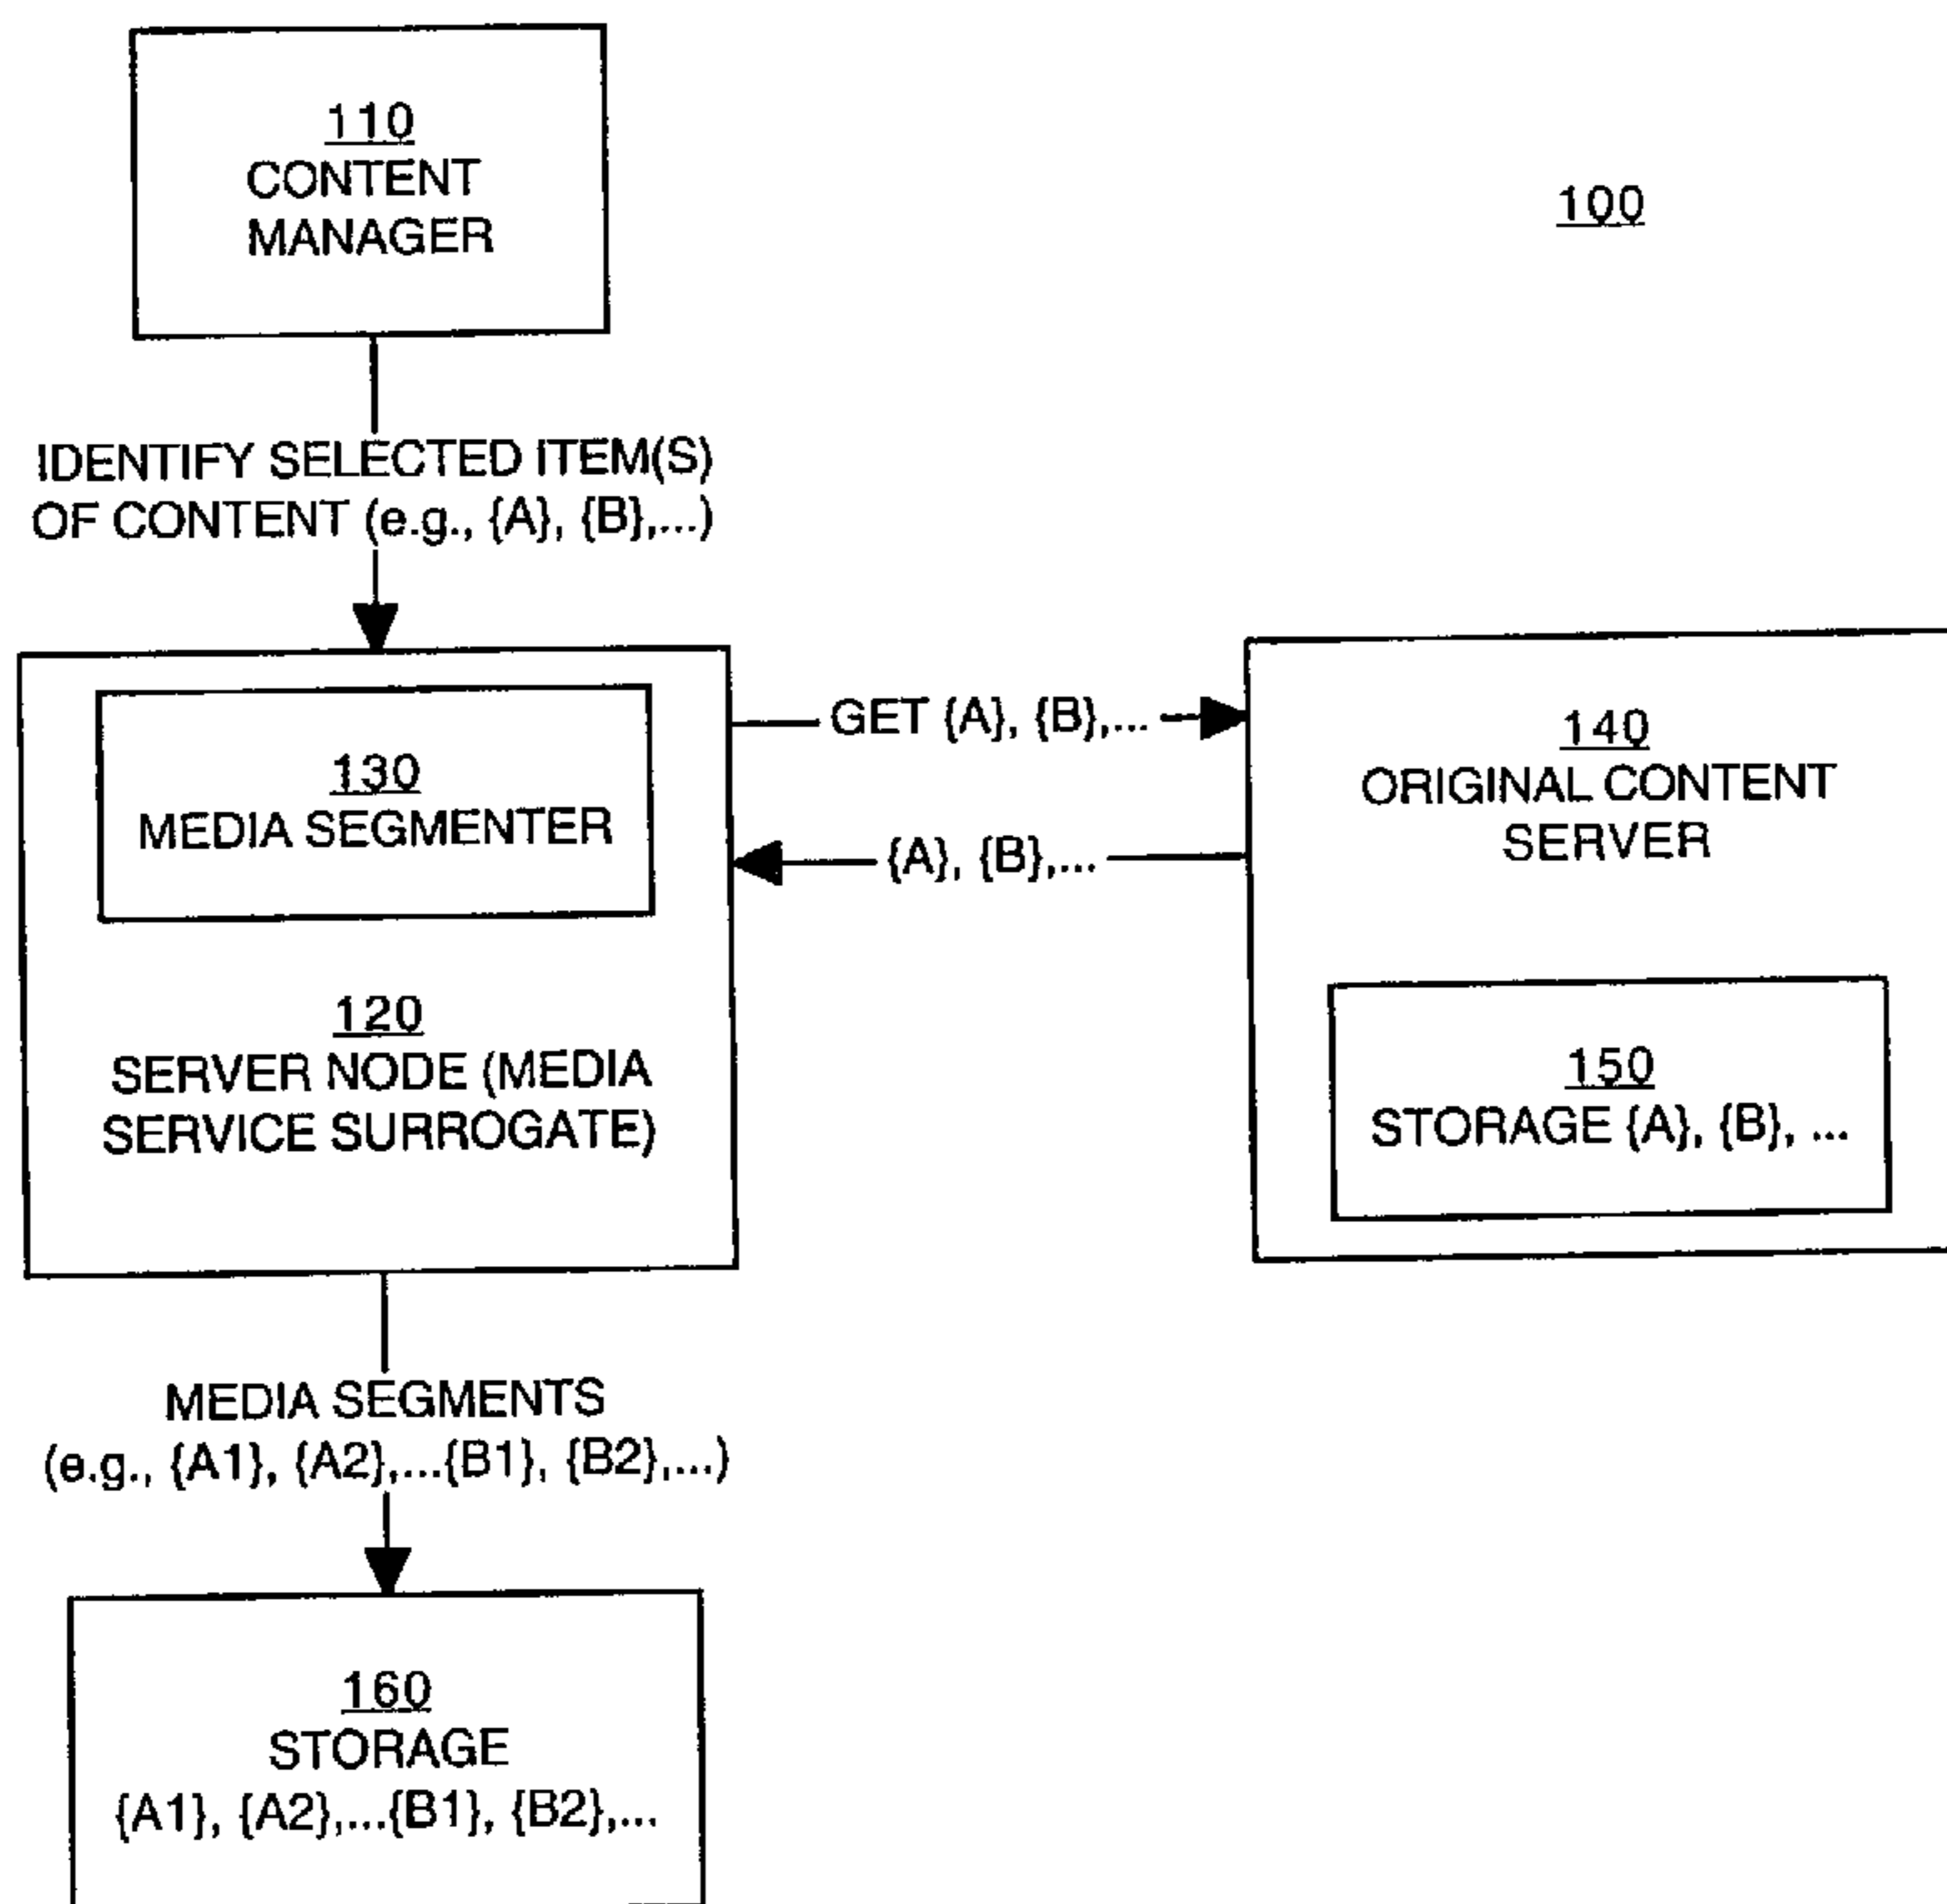 110
CONTENT
MANAGER
100
IDENTIFY SELECTED ITEM(S)
OF CONTENT (e.g., {A}, {B},...)
130
MEDIA SEGMENTER
120
SERVER NODE (MEDIA
SERVICE SURROGATE)
GET {A}, {B},...
{A}, {B},...
140
ORIGINAL CONTENT
SERVER
150
STORAGE {A}, {B}, ...
MEDIA SEGMENTS
(e.g., {A1}, {A2},...{B1}, {B2},...)
160
STORAGE
{A1}, {A2},...{B1}, {B2},...